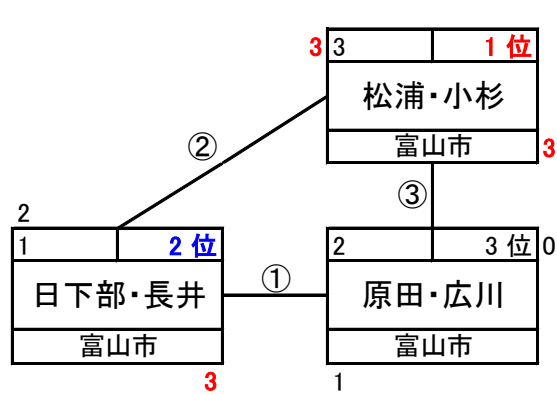 3 3 1 位
松浦・小杉
富山市 3
②
③
2
1 2 位
日下部・長井
富山市
3
①
2 3 位 0
原田・広川
富山市
1